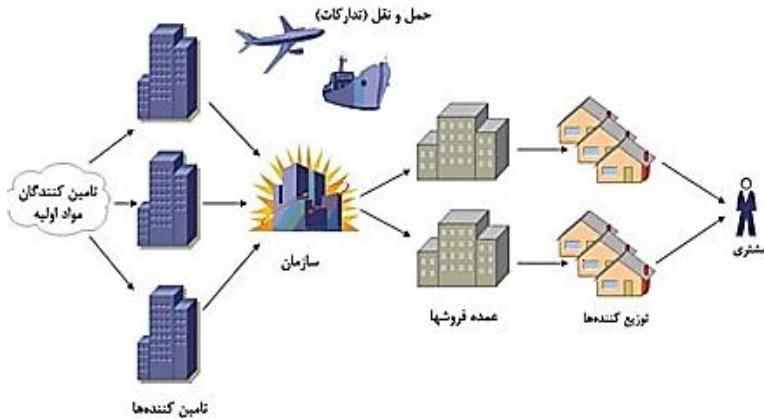 حمل و نقل (تدارکات)
تامین کنندگان
مواد اولیه
سازمان
مشتری
عمده فروشها
توزیع کننده‌ها
تامین کننده‌ها